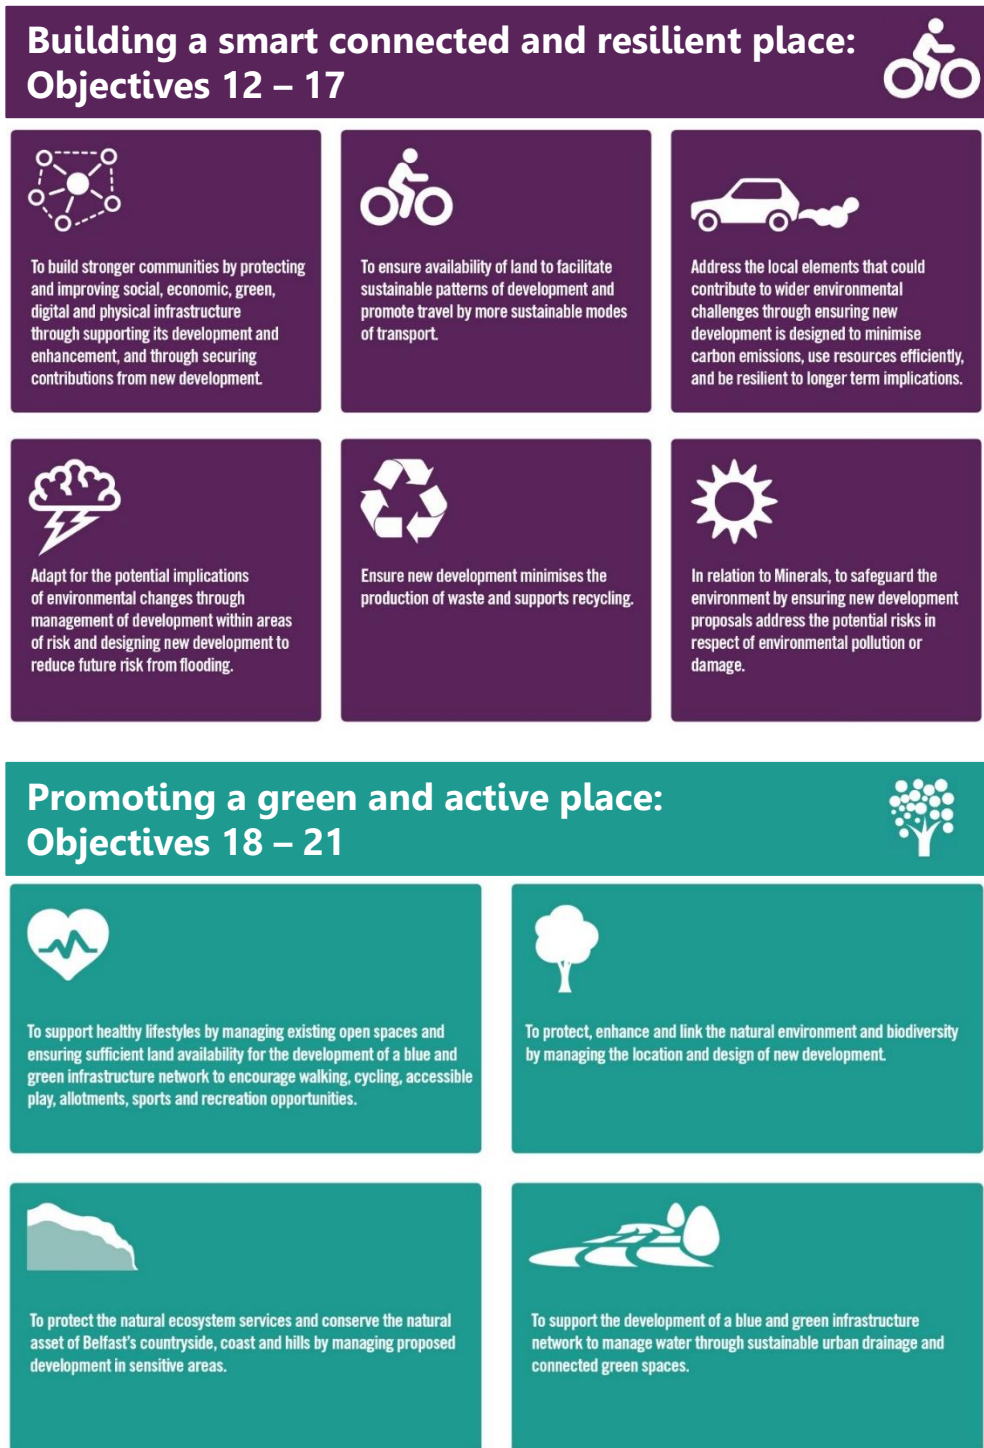 Building a smart connected and resilient place:
Objectives 12 – 17
To build stronger communities by protecting
and improving social, economic, green,
digital and physical infrastructure
through supporting its development and
enhancement, and through securing
contributions from new development.
To ensure availability of land to facilitate
sustainable patterns of development and
promote travel by more sustainable modes
of transport.
Address the local elements that could
contribute to wider environmental
challenges through ensuring new
development is designed to minimise
carbon emissions, use resources efficiently,
and be resilient to longer term implications.
Adapt for the potential implications
of environmental changes through
management of development within areas
of risk and designing new development to
reduce future risk from flooding.
Ensure new development minimises the
production of waste and supports recycling.
In relation to Minerals, to safeguard the
environment by ensuring new development
proposals address the potential risks in
respect of environmental pollution or
damage.
Promoting a green and active place:
Objectives 18 – 21
To support healthy lifestyles by managing existing open spaces and
ensuring sufficient land availability for the development of a blue and
green infrastructure network to encourage walking, cycling, accessible
play, allotments, sports and recreation opportunities.
To protect, enhance and link the natural environment and biodiversity
by managing the location and design of new development.
To protect the natural ecosystem services and conserve the natural
asset of Belfast's countryside, coast and hills by managing proposed
development in sensitive areas.
To support the development of a blue and green infrastructure
network to manage water through sustainable urban drainage and
connected green spaces.